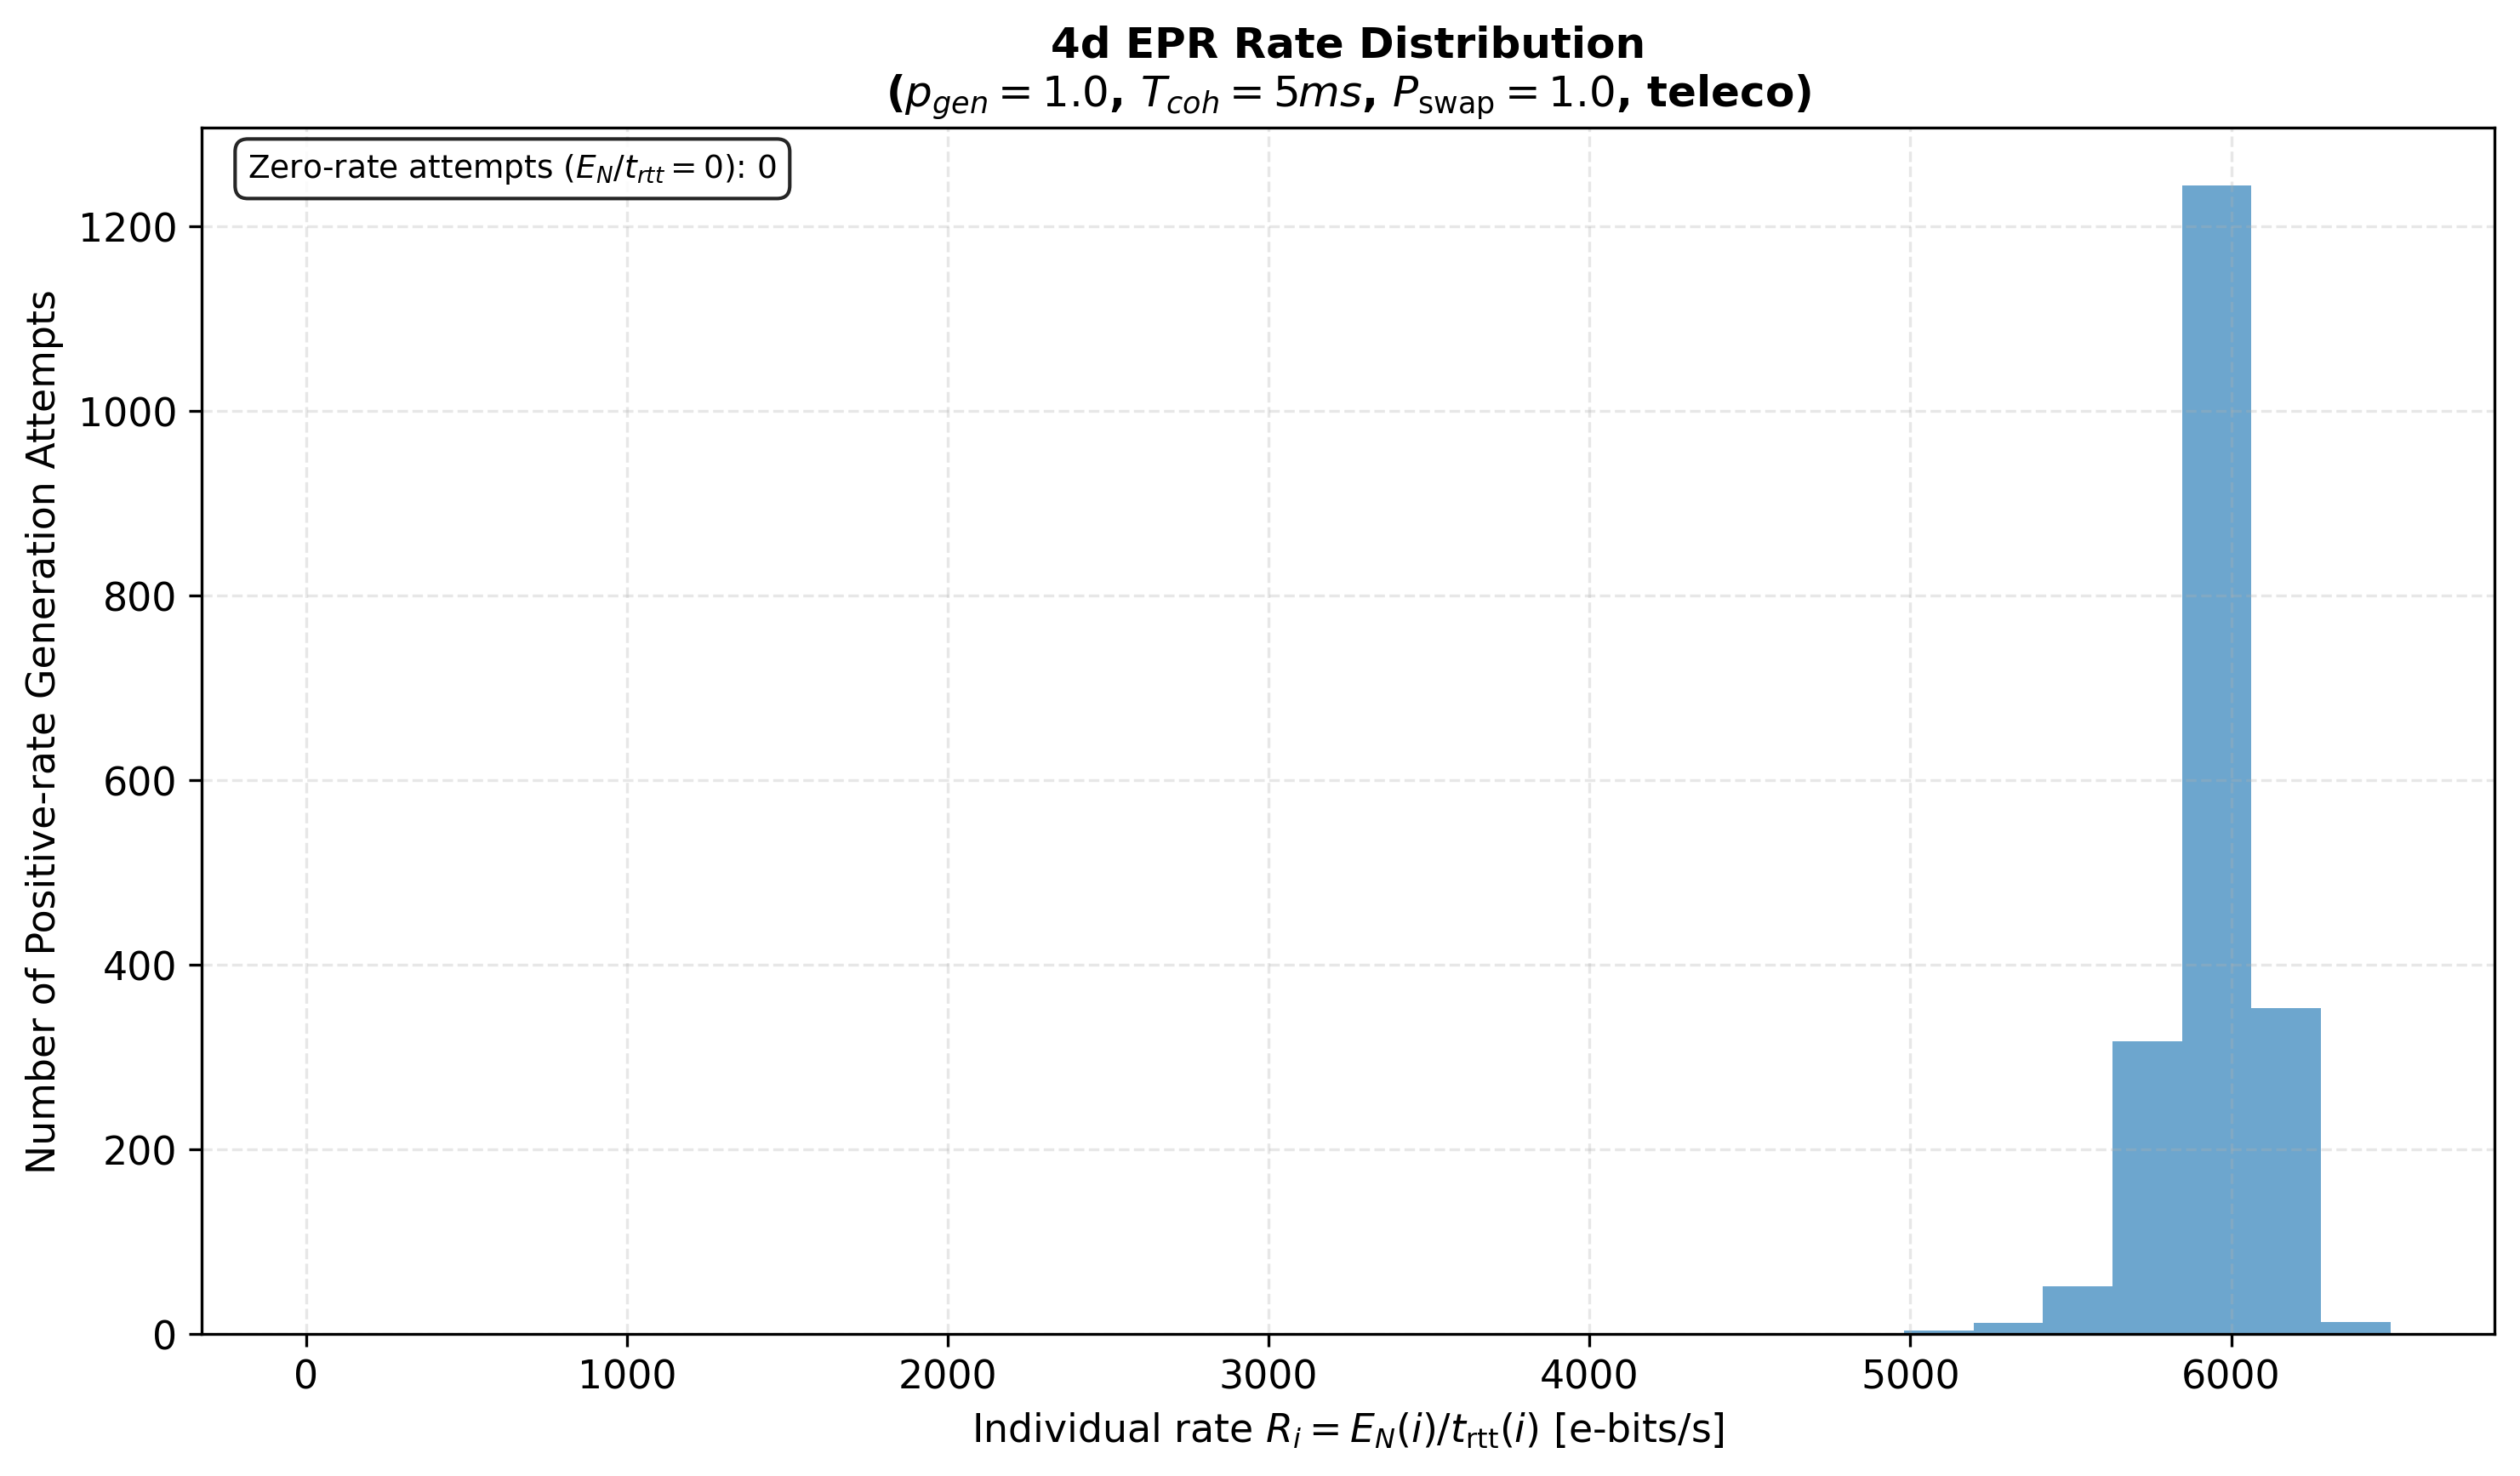 4d EPR Rate Distribution
(p_gen = 1.0, T_coh = 5ms, P_swap = 1.0, teleco)
Zero-rate attempts (E_N/t_rtt = 0): 0
Number of Positive-rate Generation Attempts
1200
1000
800
600
400
200
0
0 1000 2000 3000 4000 5000 6000
Individual rate R_i = E_N(i)/t_rtt(i) [e-bits/s]